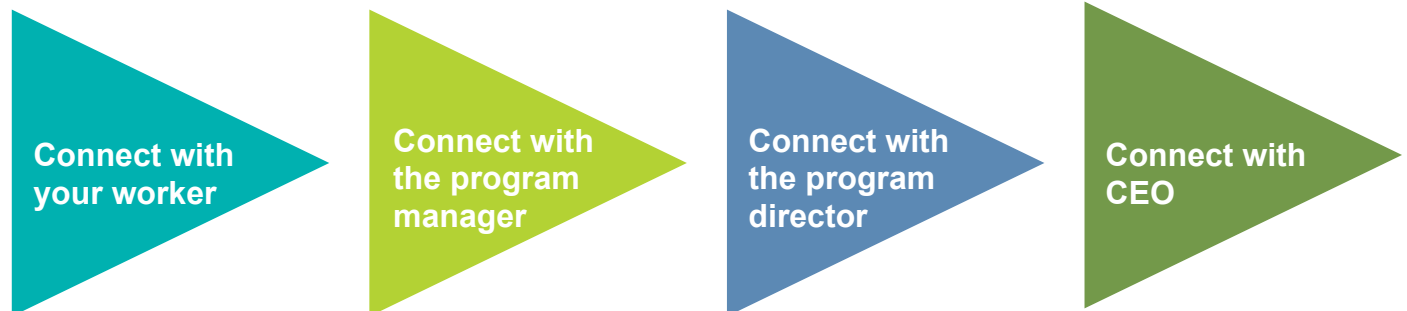 Connect with
your worker
Connect with
the program
manager
Connect with
the program
director
Connect with
CEO